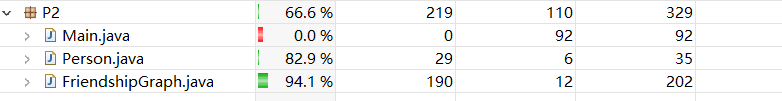 P2 66.6 % 219 110 329
Main.java 0.0 % 0 92 92
Person.java 82.9 % 29 6 35
FriendshipGraph.java 94.1 % 190 12 202